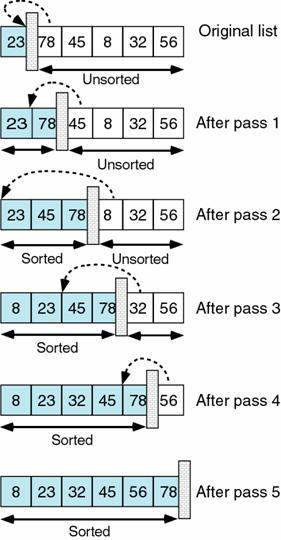 23 78 45 8 32 56 Original list
Unsorted
23 78 45 8 32 56 After pass 1
Unsorted
23 45 78 8 32 56 After pass 2
Sorted Unsorted
8 23 45 78 32 56 After pass 3
Sorted
8 23 32 45 78 56 After pass 4
Sorted
8 23 32 45 56 78 After pass 5
Sorted